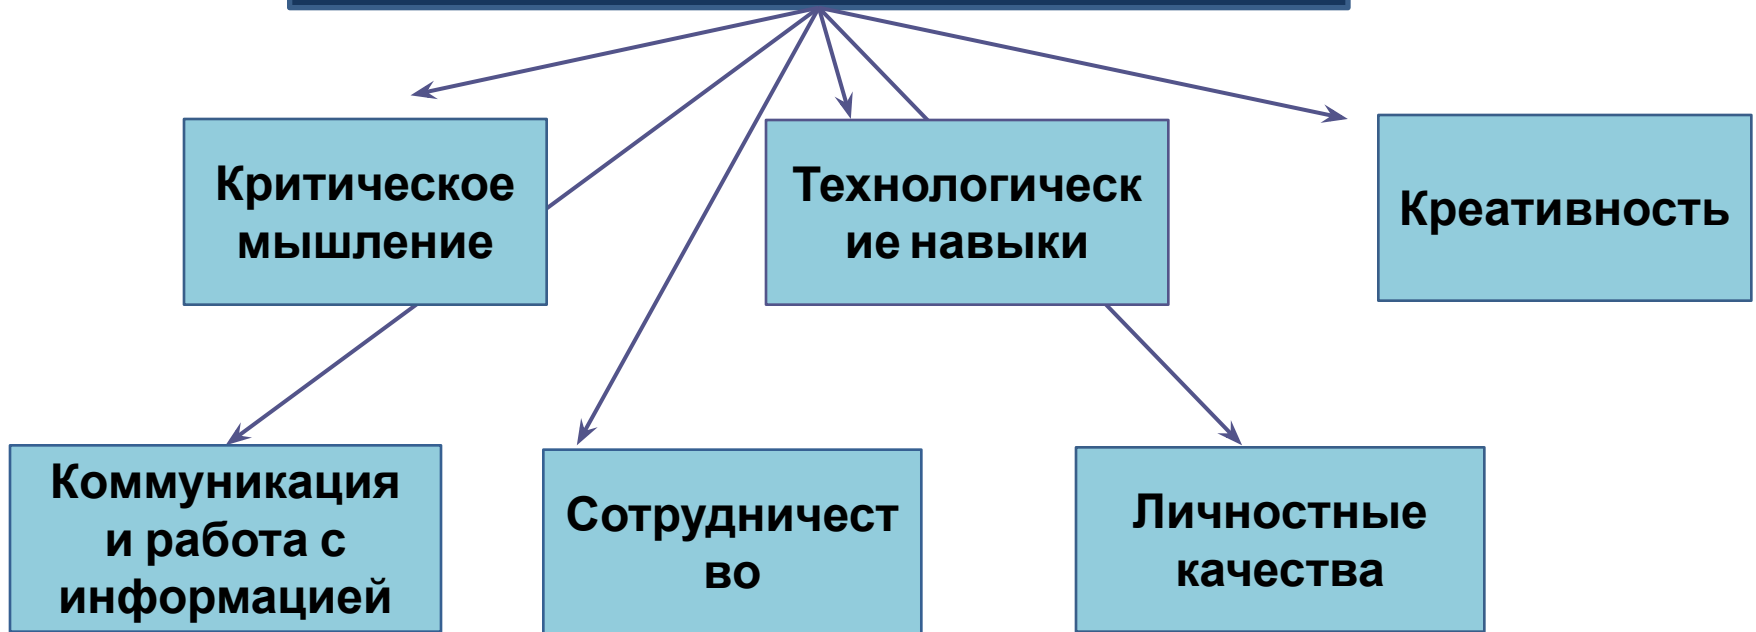 Критическое
мышление
Технологическ
ие навыки
Креативность
Коммуникация
и работа с
информацией
Сотрудничест
во
Личностные
качества